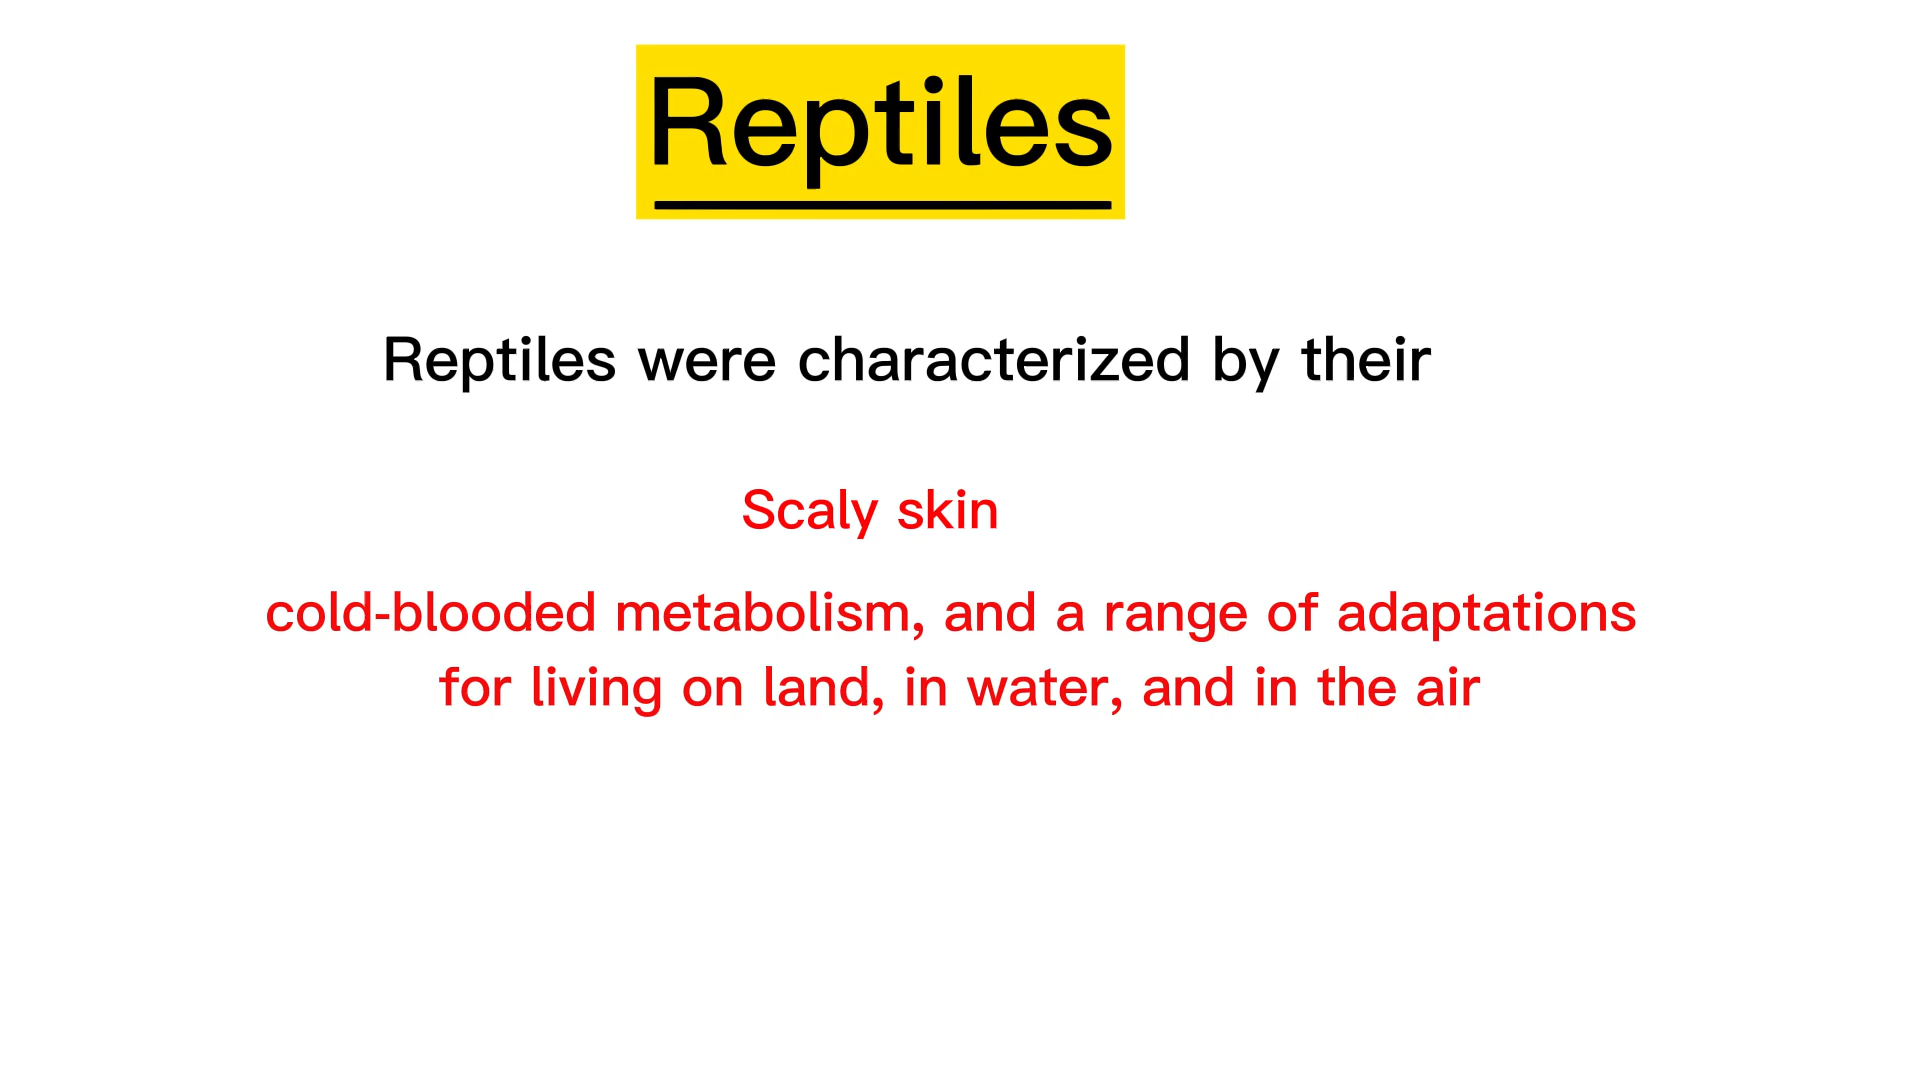 Reptiles
Reptiles were characterized by their
Scaly skin
cold-blooded metabolism, and a range of adaptations
for living on land, in water, and in the air